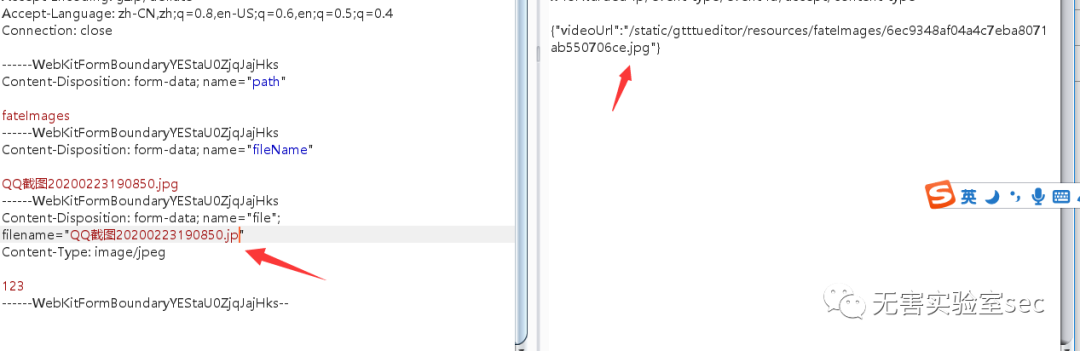 Accept-Language: zh-CN,zh;q=0.8,en-US;q=0.6,en;q=0.5;q=0.4
Connection: close
------WebKitFormBoundaryYEStaU0ZjqJajHks
Content-Disposition: form-data; name="path"
fateImages
------WebKitFormBoundaryYEStaU0ZjqJajHks
Content-Disposition: form-data; name="fileName"
QQ截图20200223190850.jpg
------WebKitFormBoundaryYEStaU0ZjqJajHks
Content-Disposition: form-data; name="file";
filename="QQ截图20200223190850.jp"
Content-Type: image/jpeg
123
------WebKitFormBoundaryYEStaU0ZjqJajHks--
{"videoUrl":"/static/gtttueditor/resources/fateImages/6ec9348af04a4c7eba8071
ab550706ce.jpg"}
英
无害实验室sec